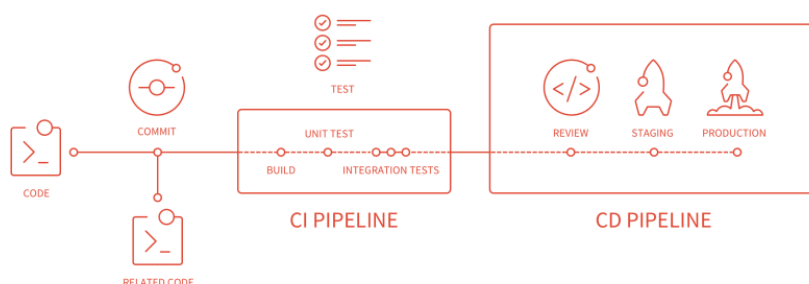 TEST
COMMIT
UNIT TEST
REVIEW
STAGING
PRODUCTION
BUILD
INTEGRATION TESTS
CODE
CI PIPELINE
CD PIPELINE
RELATED CODE